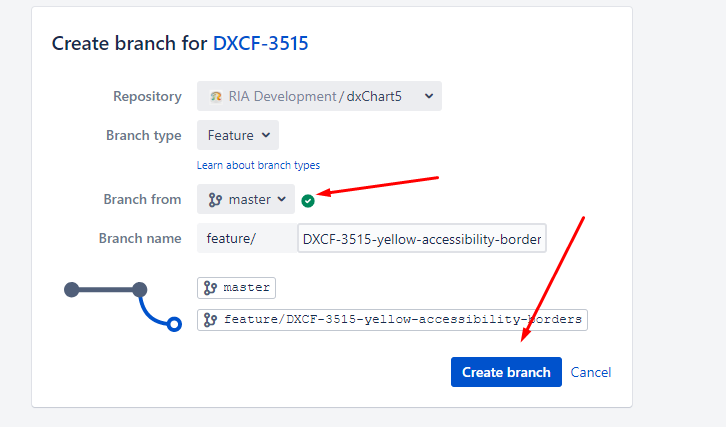 Create branch for DXCF-3515
Repository RIA Development / dxChart5
Branch type Feature
Learn about branch types
Branch from master
Branch name feature/ DXCF-3515-yellow-accessibility-border
master
feature/DXCF-3515-yellow-accessibility-borders
Create branch Cancel